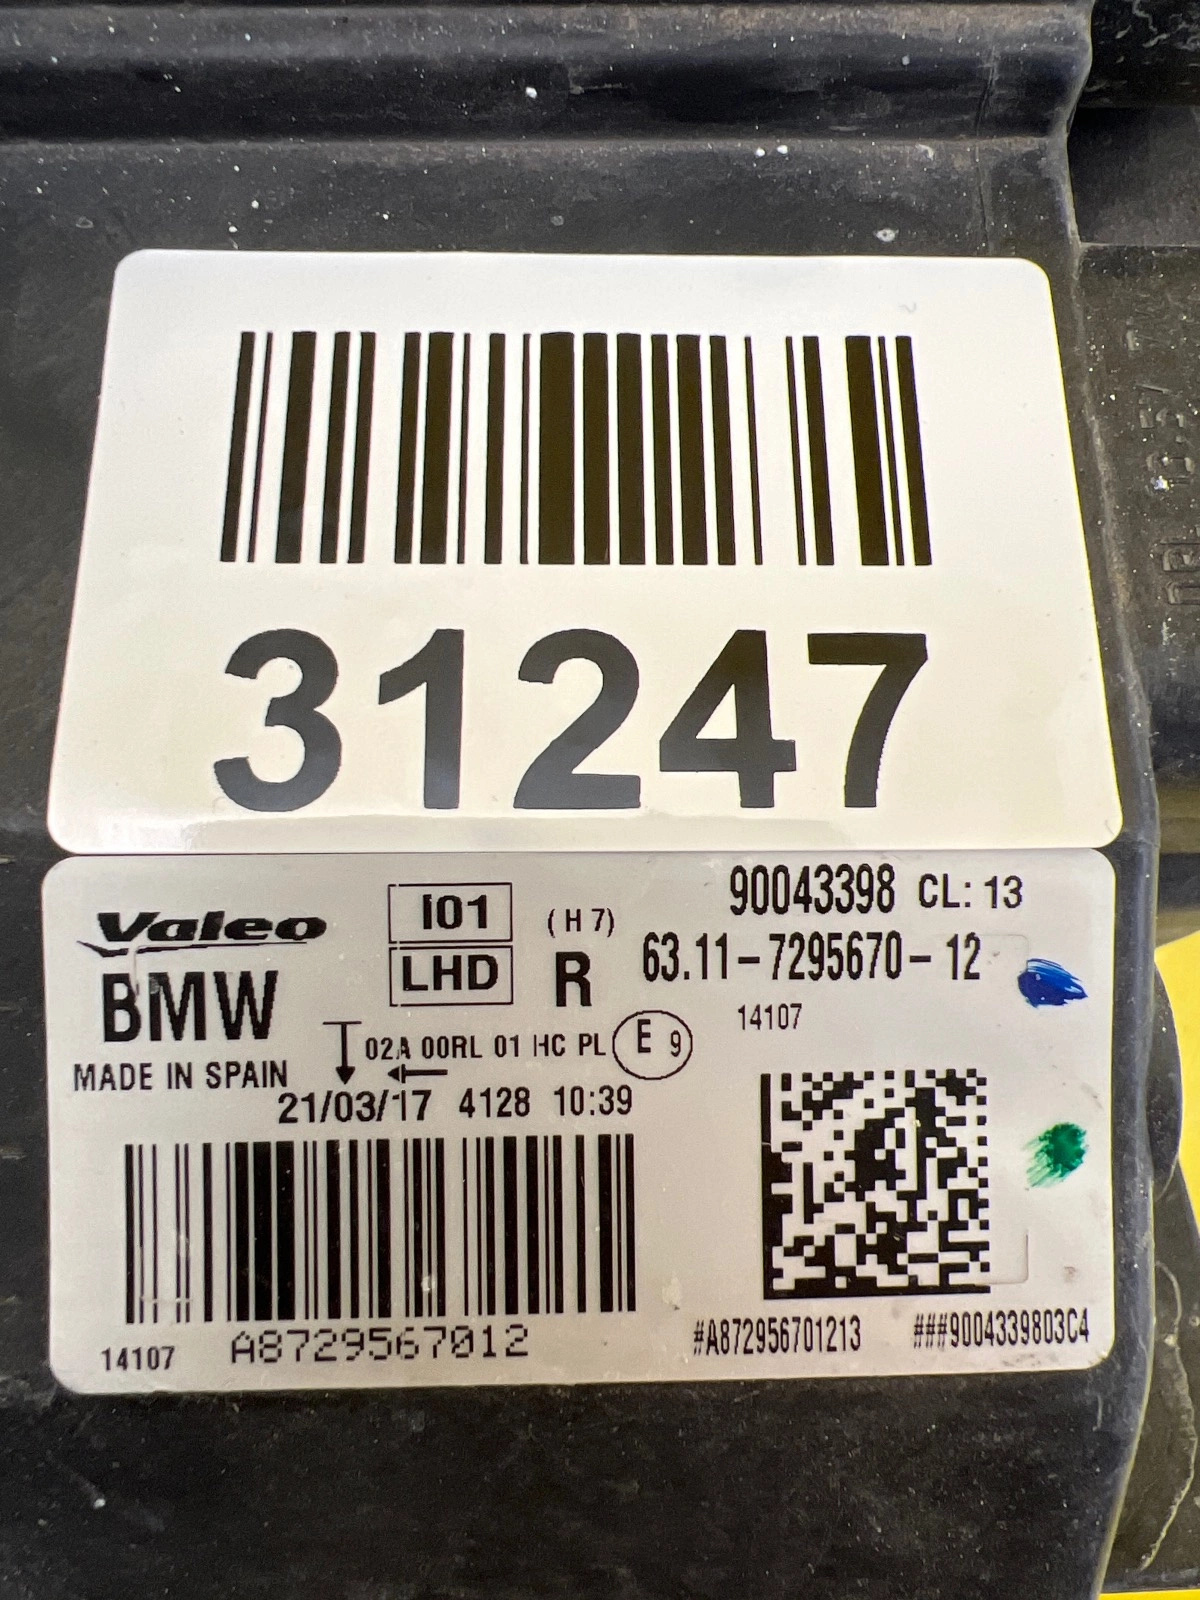 31247
Valeo
BMW
MADE IN SPAIN
I01
LHD
(H7)
R
90043398 CL: 13
63.11-7295670-12
14107
02A 00RL 01 HC PL E 9
21/03/17 4128 10:39
14107 A8729567012
#A872956701213 ###9004339803C4